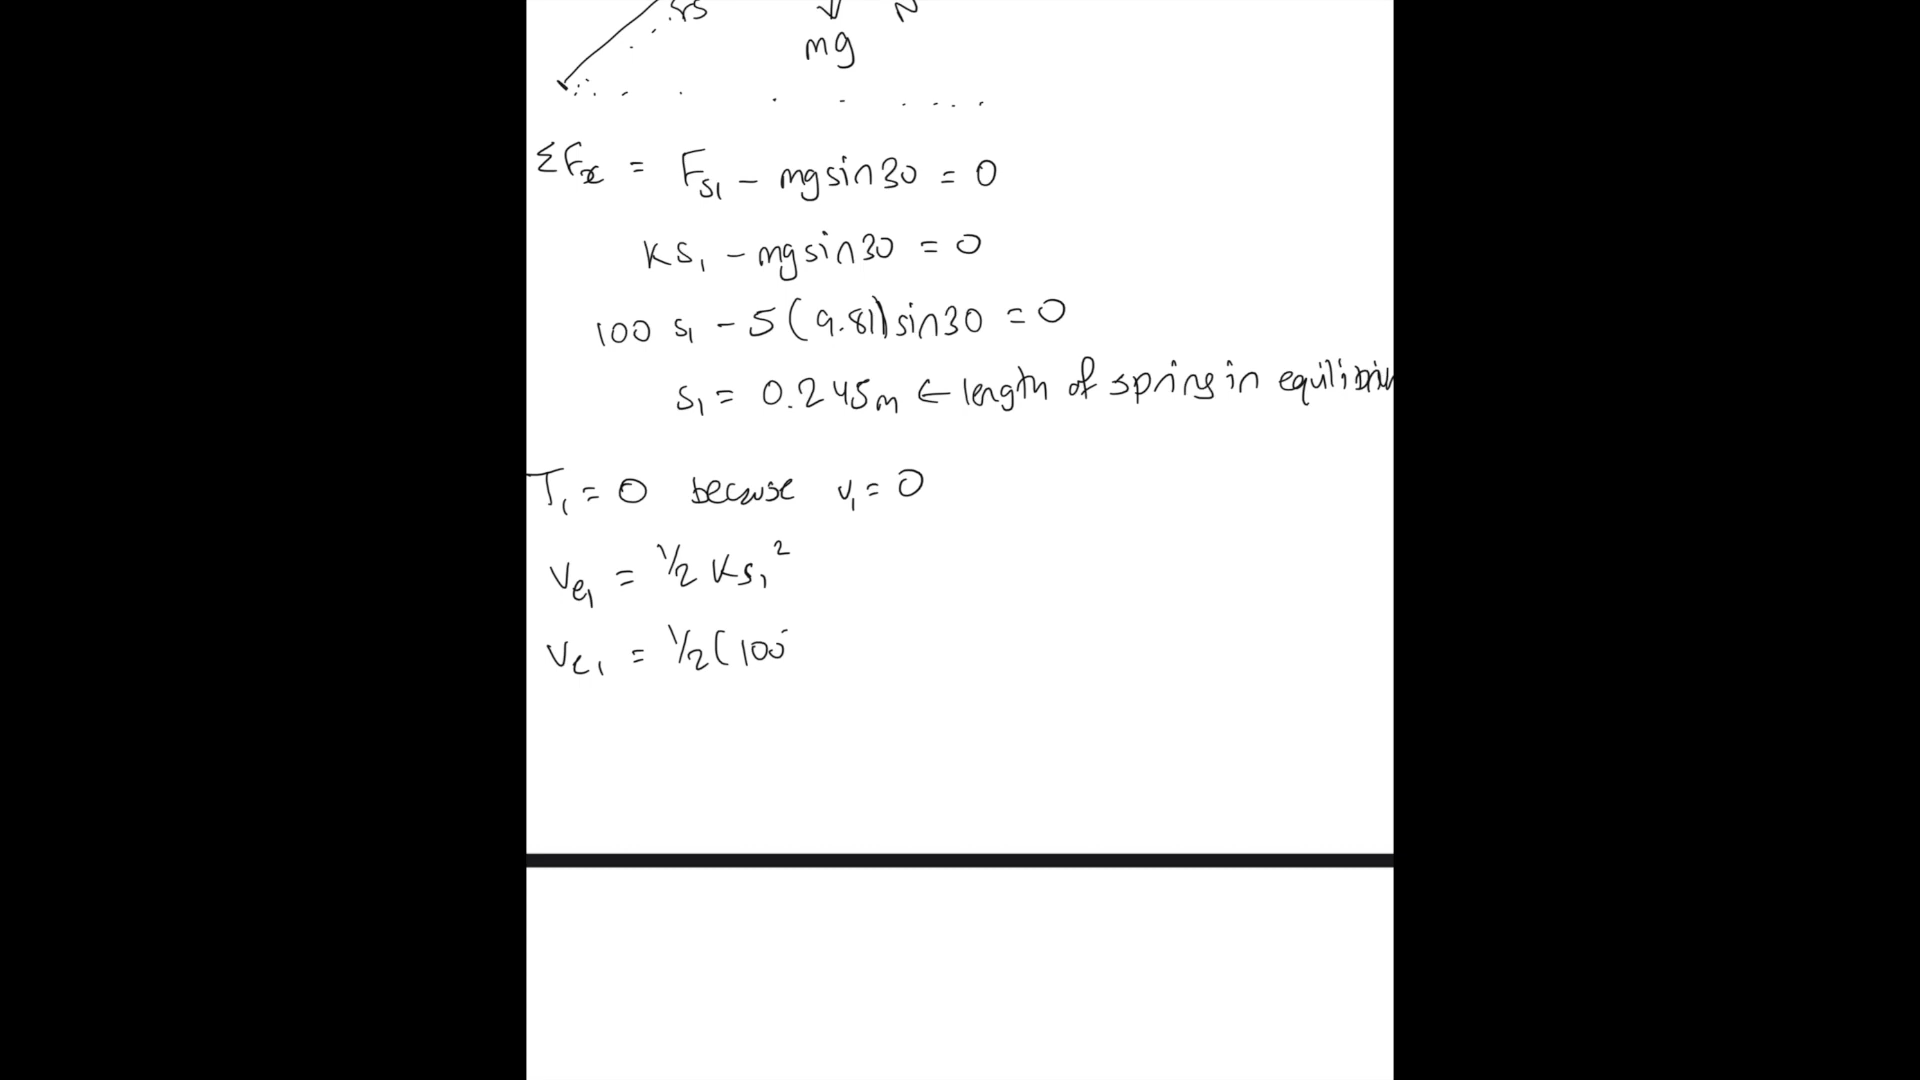 mg
ΣFx = Fs1 - mg sin30 = 0
Ks1 - mg sin30 = 0
100 s1 - 5(9.81) sin30 = 0
s1 = 0.245m ← length of spring in equilibriu
T1 = 0 because v1 = 0
Ve1 = 1/2 Ks1²
Ve1 = 1/2 (100